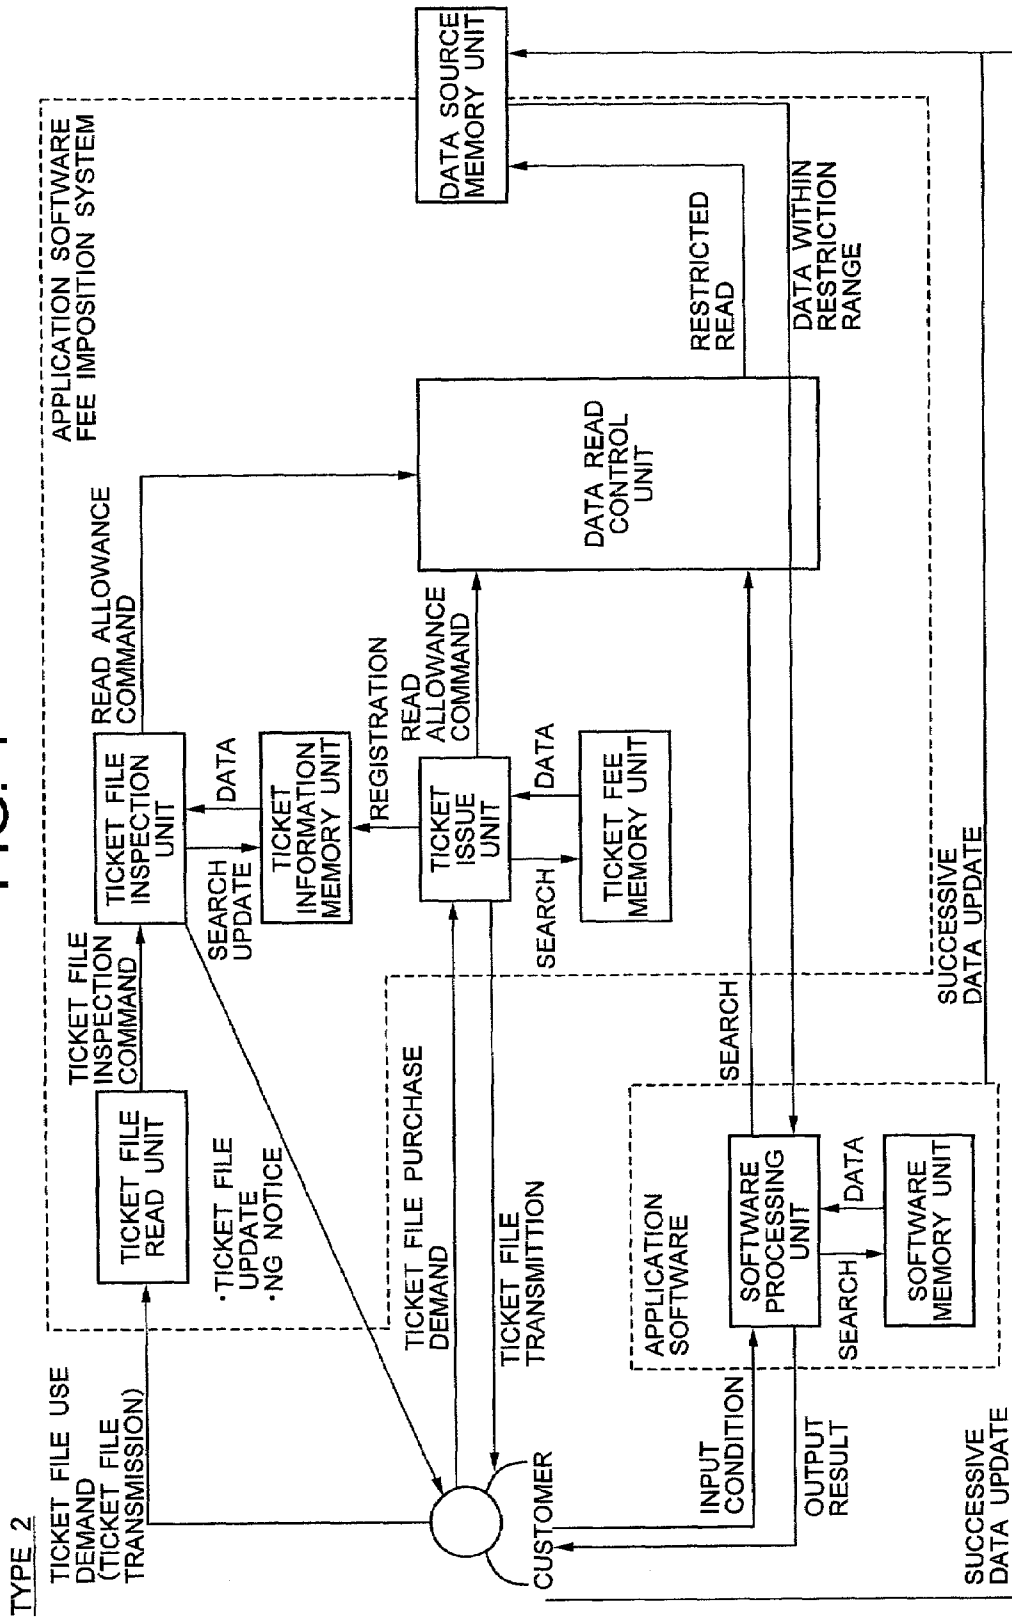 TYPE 2
TICKET FILE USE
DEMAND
(TICKET FILE
TRANSMISSION)
TICKET FILE
READ UNIT
TICKET FILE
INSPECTION
COMMAND
TICKET FILE
INSPECTION
UNIT
READ ALLOWANCE
COMMAND
APPLICATION SOFTWARE
FEE IMPOSITION SYSTEM
・TICKET FILE
UPDATE
・NG NOTICE
SEARCH
UPDATE
DATA
TICKET
INFORMATION
MEMORY UNIT
REGISTRATION
TICKET FILE PURCHASE
DEMAND
TICKET
ISSUE
UNIT
READ
ALLOWANCE
COMMAND
TICKET FILE
TRANSMITTION
SEARCH
DATA
TICKET FEE
MEMORY UNIT
DATA READ
CONTROL
UNIT
DATA SOURCE
MEMORY UNIT
RESTRICTED
READ
DATA WITHIN
RESTRICTION
RANGE
CUSTOMER
INPUT
CONDITION
OUTPUT
RESULT
APPLICATION
SOFTWARE
SOFTWARE
PROCESSING
UNIT
SEARCH
SEARCH
DATA
SOFTWARE
MEMORY UNIT
SUCCESSIVE
DATA UPDATE
SUCCESSIVE
DATA UPDATE